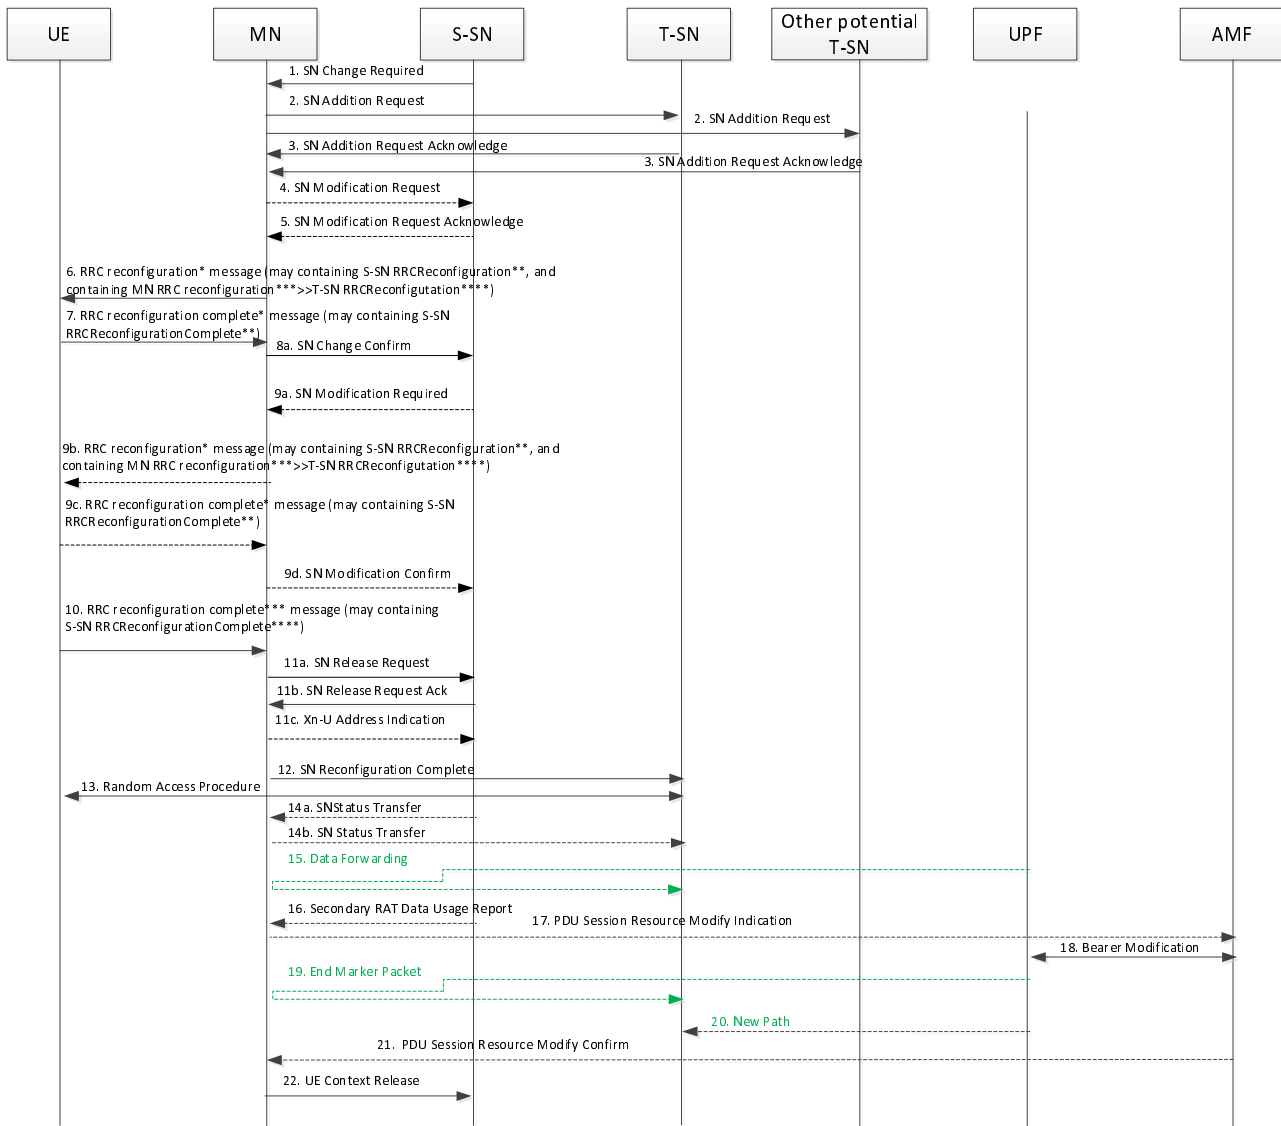 UE
MN
S-SN
T-SN
Other potential
T-SN
UPF
AMF
1. SN Change Required
2. SN Addition Request
2. SN Addition Request
3. SN Addition Request Acknowledge
3. SN Addition Request Acknowledge
4. SN Modification Request
5. SN Modification Request Acknowledge
6. RRC reconfiguration* message (may containing S-SN RRCReconfiguration**, and
containing MN RRC reconfiguration***>>T-SN RRCReconfigutation****)
7. RRC reconfiguration complete* message (may containing S-SN
RRCReconfigurationComplete**)
8a. SN Change Confirm
9a. SN Modification Required
9b. RRC reconfiguration* message (may containing S-SN RRCReconfiguration**, and
containing MN RRC reconfiguration***>>T-SN RRCReconfigutation****)
9c. RRC reconfiguration complete* message (may containing S-SN
RRCReconfigurationComplete**)
9d. SN Modification Confirm
10. RRC reconfiguration complete*** message (may containing
S-SN RRCReconfigurationComplete****)
11a. SN Release Request
11b. SN Release Request Ack
11c. Xn-U Address Indication
12. SN Reconfiguration Complete
13. Random Access Procedure
14a. SNStatus Transfer
14b. SN Status Transfer
15. Data Forwarding
16. Secondary RAT Data Usage Report
17. PDU Session Resource Modify Indication
18. Bearer Modification
19. End Marker Packet
20. New Path
21. PDU Session Resource Modify Confirm
22. UE Context Release